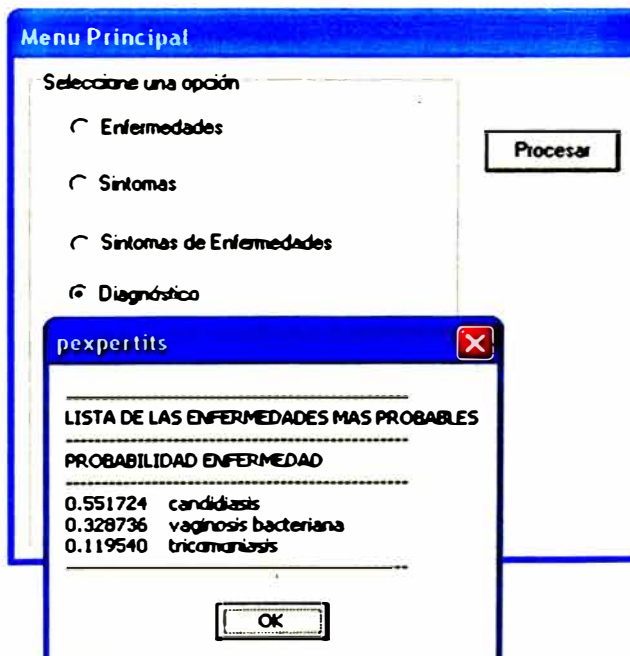 Menu Principal
Seleccione una opción
Enfermedades
Procesar
Sintomas
Sintomas de Enfermedades
Diagnóstico
pexpertits
LISTA DE LAS ENFERMEDADES MAS PROBABLES
PROBABILIDAD ENFERMEDAD
0.551724 candidiasis
0.328736 vaginosis bacteriana
0.119540 tricomoniasis
OK